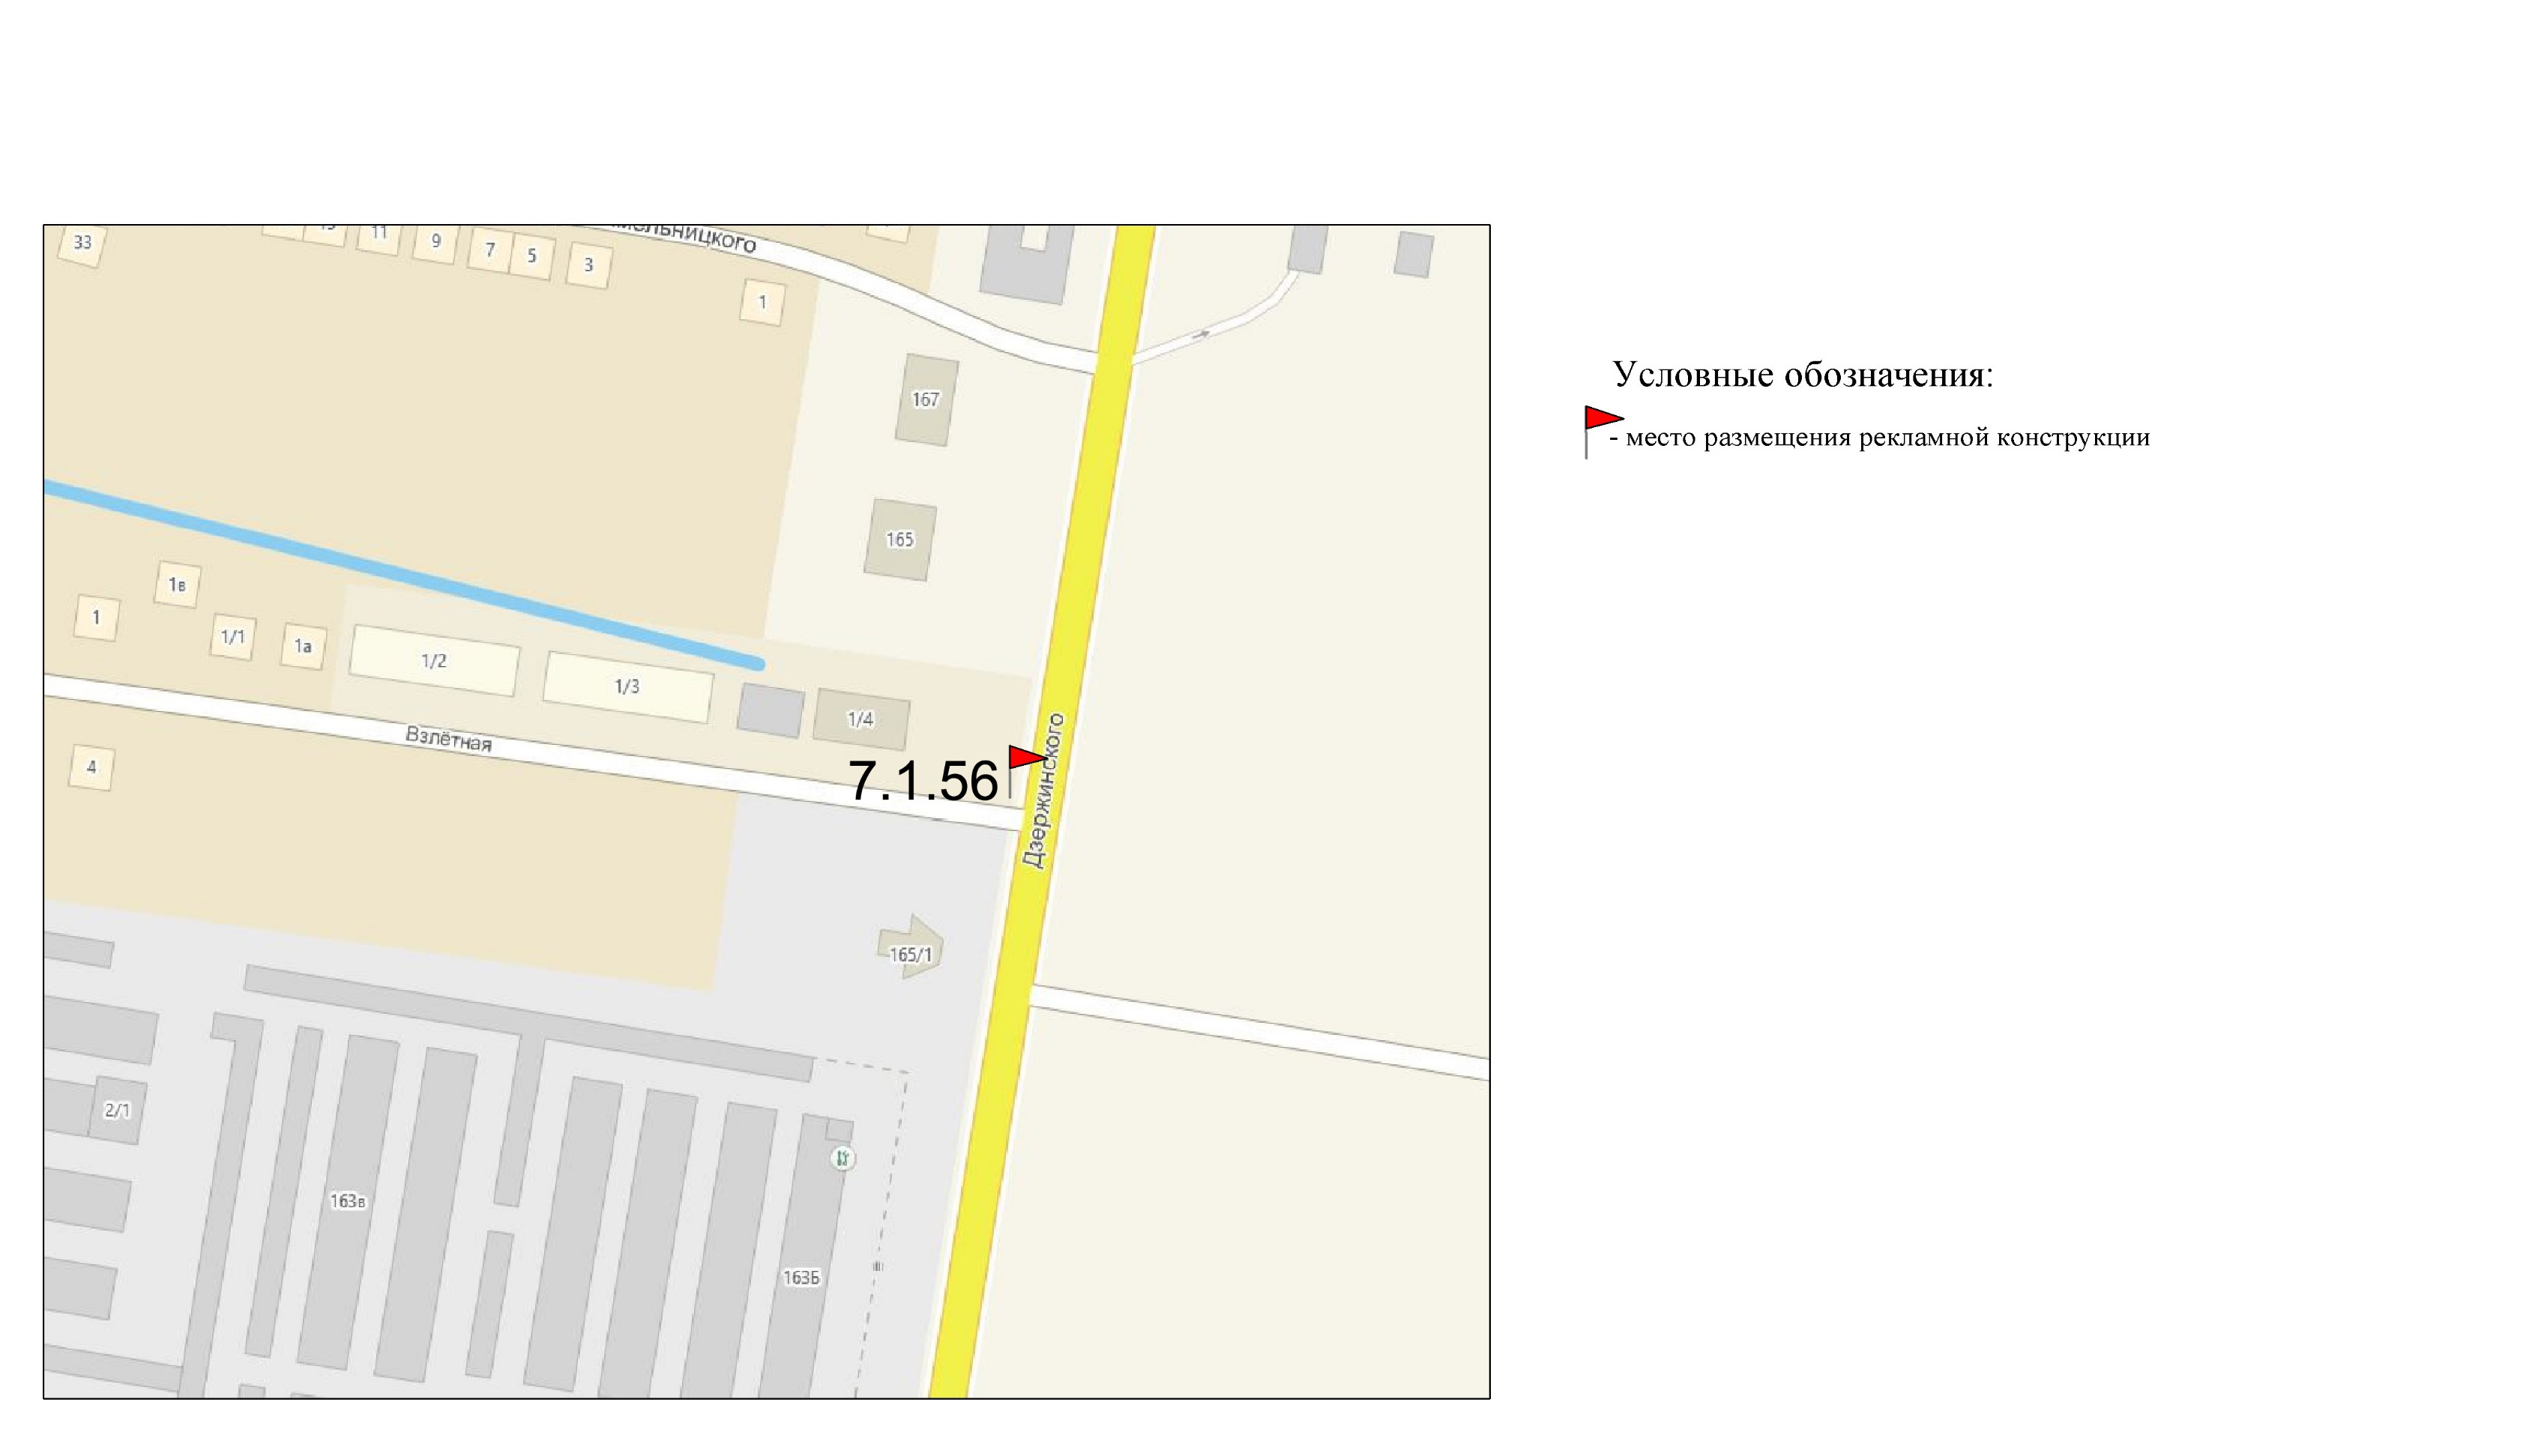 33
11
9
7
5
3
1
167
165
1в
1
1/1
1а
1/2
1/3
1/4
Взлётная
4
7.1.56
Дзержинского
165/1
2/1
163в
163Б
Условные обозначения:
- место размещения рекламной конструкции